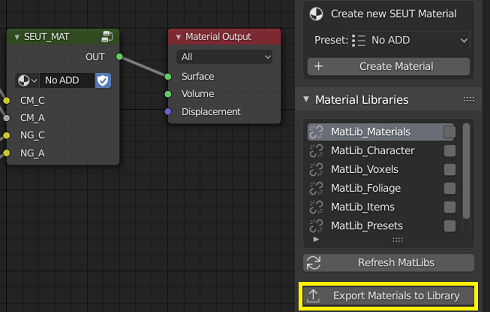 SEUT_MAT
OUT
No ADD
CM_C
CM_A
NG_C
NG_A
Material Output
All
Surface
Volume
Displacement
Create new SEUT Material
Preset: No ADD
Create Material
Material Libraries
MatLib_Materials
MatLib_Character
MatLib_Voxels
MatLib_Foliage
MatLib_Items
MatLib_Presets
Refresh MatLibs
Export Materials to Library